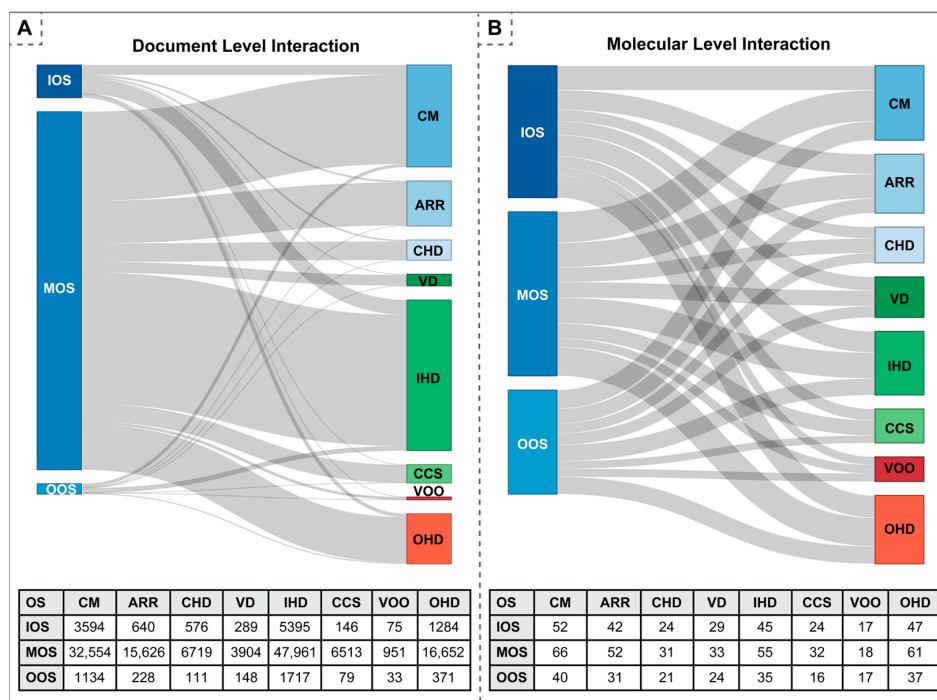 A
Document Level Interaction
IOS
MOS
OOS
CM
ARR
CHD
VD
IHD
CCS
VOO
OHD
OS CM ARR CHD VD IHD CCS VOO OHD
IOS 3594 640 576 289 5395 146 75 1284
MOS 32,554 15,626 6719 3904 47,961 6513 951 16,652
OOS 1134 228 111 148 1717 79 33 371
B
Molecular Level Interaction
IOS
MOS
OOS
CM
ARR
CHD
VD
IHD
CCS
VOO
OHD
OS CM ARR CHD VD IHD CCS VOO OHD
IOS 52 42 24 29 45 24 17 47
MOS 66 52 31 33 55 32 18 61
OOS 40 31 21 24 35 16 17 37